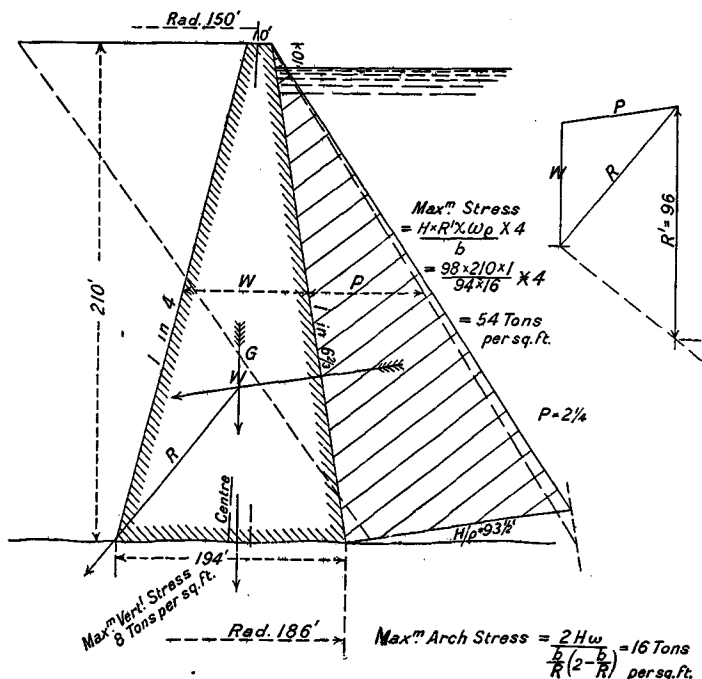 Rad. 150'
10'
10'
P
W
R
R'= 96
Max.m Stress
= H×R'×ωρ × 4
b
= 98×210×1 × 4
94×16
= 54 Tons
per sq. ft.
210'
1 in 4
W
P
1 in 6⅔
G
W
R
P = 2¼
Centre
H/ρ = 93½'
194'
Max.m Vert.l Stress
8 Tons per sq. ft.
Rad. 186'
Max.m Arch Stress = 2 H ω = 16 Tons
b/R (2 - b/R) per sq. ft.